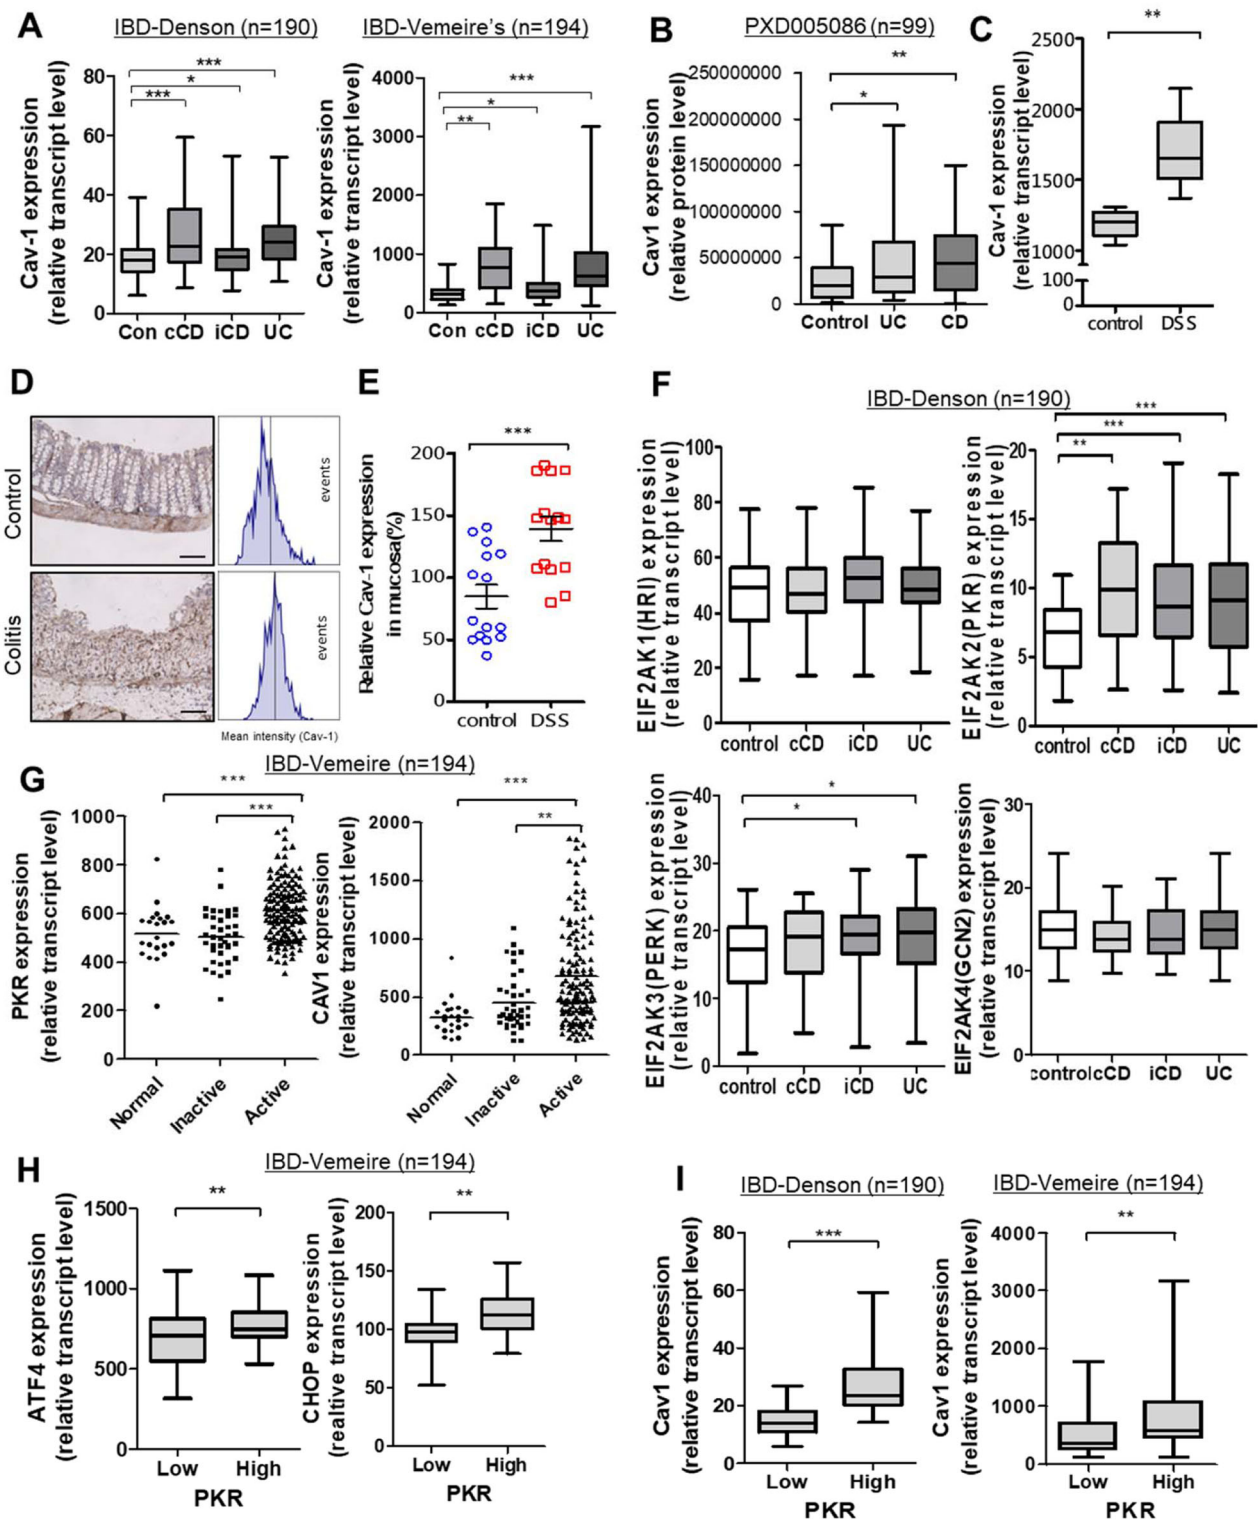 A
IBD-Denson (n=190)
Cav-1 expression
(relative transcript level)
80
60
40
20
0
***
*
***
Con cCD iCD UC
IBD-Vemeire's (n=194)
Cav-1 expression
(relative transcript level)
4000
3000
2000
1000
0
***
*
**
Con cCD iCD UC
B
PXD005086 (n=99)
Cav1 expression
(relative protein level)
250000000
200000000
150000000
100000000
50000000
0
**
*
Control UC CD
C
Cav-1 expression
(relative transcript level)
2500
2000
1500
1000
100
0
**
control DSS
D
Control
events
Colitis
events
Mean intensity (Cav-1)
E
Relative Cav-1 expression
in mucosa(%)
200
150
100
50
0
***
control DSS
F
IBD-Denson (n=190)
EIF2AK1(HRI) expression
(relative transcript level)
100
80
60
40
20
0
control cCD iCD UC
EIF2AK2(PKR) expression
(relative transcript level)
20
15
10
5
0
***
***
**
control cCD iCD UC
EIF2AK3(PERK) expression
(relative transcript level)
40
30
20
10
0
*
*
control cCD iCD UC
EIF2AK4(GCN2) expression
(relative transcript level)
30
20
10
0
control cCD iCD UC
G
IBD-Vemeire (n=194)
PKR expression
(relative transcript level)
1000
800
600
400
200
0
***
***
Normal Inactive Active
CAV1 expression
(relative transcript level)
2000
1500
1000
500
0
***
**
Normal Inactive Active
H
IBD-Vemeire (n=194)
ATF4 expression
(relative transcript level)
1500
1000
500
0
**
Low High
PKR
CHOP expression
(realtive transcript level)
200
150
100
50
0
**
Low High
PKR
I
IBD-Denson (n=190)
Cav1 expression
(relative transcript level)
80
60
40
20
0
***
Low High
PKR
IBD-Vemeire (n=194)
Cav1 expression
(relative transcript level)
4000
3000
2000
1000
0
**
Low High
PKR